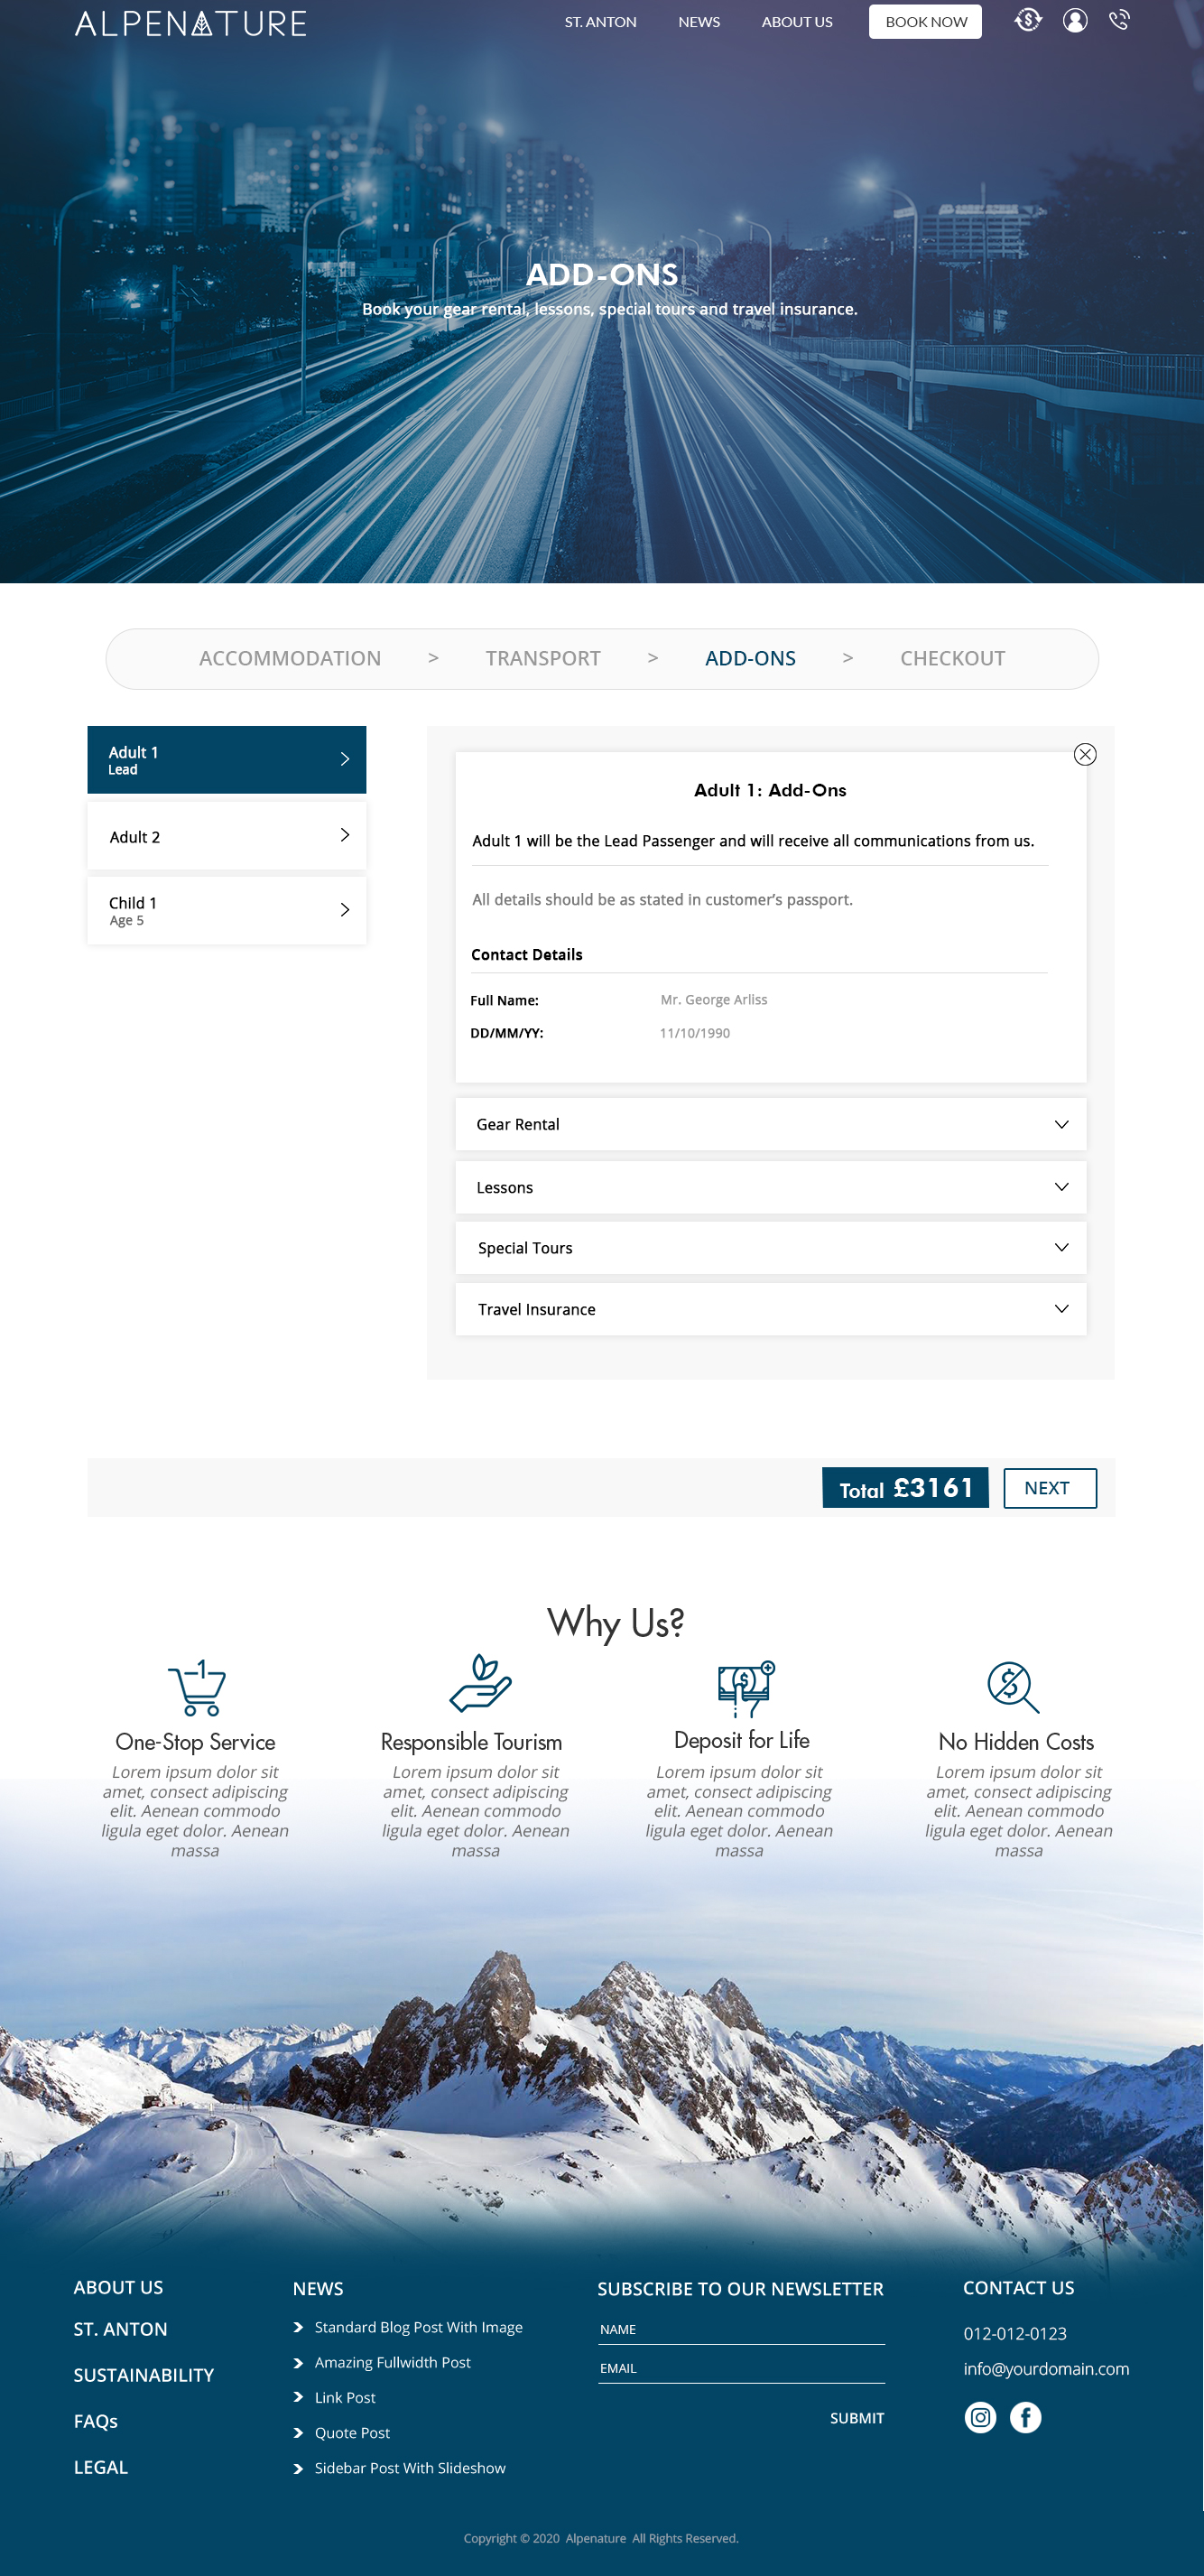 ALPENATURE
ST. ANTON NEWS ABOUT US BOOK NOW
ADD-ONS
Book your gear rental, lessons, special tours and travel insurance.
ACCOMMODATION > TRANSPORT > ADD-ONS > CHECKOUT
Adult 1
Lead
Adult 2
Child 1
Age 5
Adult 1: Add-Ons
Adult 1 will be the Lead Passenger and will receive all communications from us.
All details should be as stated in customer’s passport.
Contact Details
Full Name: Mr. George Arliss
DD/MM/YY: 11/10/1990
Gear Rental
Lessons
Special Tours
Travel Insurance
Total £3161 NEXT
Why Us?
One-Stop Service
Lorem ipsum dolor sit
amet, consect adipiscing
elit. Aenean commodo
ligula eget dolor. Aenean
massa
Responsible Tourism
Lorem ipsum dolor sit
amet, consect adipiscing
elit. Aenean commodo
ligula eget dolor. Aenean
massa
Deposit for Life
Lorem ipsum dolor sit
amet, consect adipiscing
elit. Aenean commodo
ligula eget dolor. Aenean
massa
No Hidden Costs
Lorem ipsum dolor sit
amet, consect adipiscing
elit. Aenean commodo
ligula eget dolor. Aenean
massa
ABOUT US
ST. ANTON
SUSTAINABILITY
FAQs
LEGAL
NEWS
Standard Blog Post With Image
Amazing Fullwidth Post
Link Post
Quote Post
Sidebar Post With Slideshow
SUBSCRIBE TO OUR NEWSLETTER
NAME
EMAIL
SUBMIT
CONTACT US
012-012-0123
info@yourdomain.com
Copyright © 2020 Alpenature All Rights Reserved.